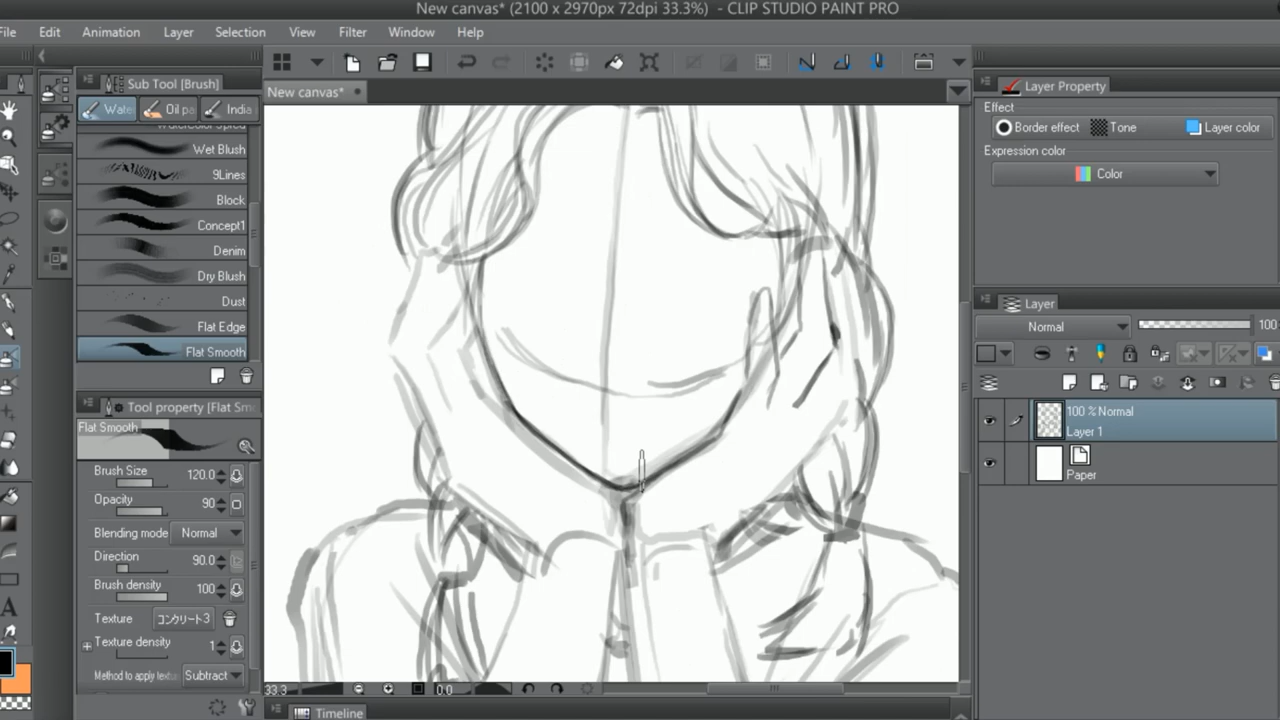 New canvas* (2100 x 2970px 72dpi 33.3%) - CLIP STUDIO PAINT PRO
File Edit Animation Layer Selection View Filter Window Help
Sub Tool [Brush]
Wate Oil pa India
New canvas*
Wet Blush
9Lines
Block
Concept1
Denim
Dry Blush
Dust
Flat Edge
Flat Smooth
Tool property [Flat Smo
Flat Smooth
Brush Size 120.0
Opacity 90
Blending mode Normal
Direction 90.0
Brush density 100
Texture コンクリート3
Texture density 1
Method to apply textu Subtract
A
33.3 0.0
Timeline
Layer Property
Effect
Border effect Tone Layer color
Expression color
Color
Layer
Normal 100
100 % Normal
Layer 1
Paper